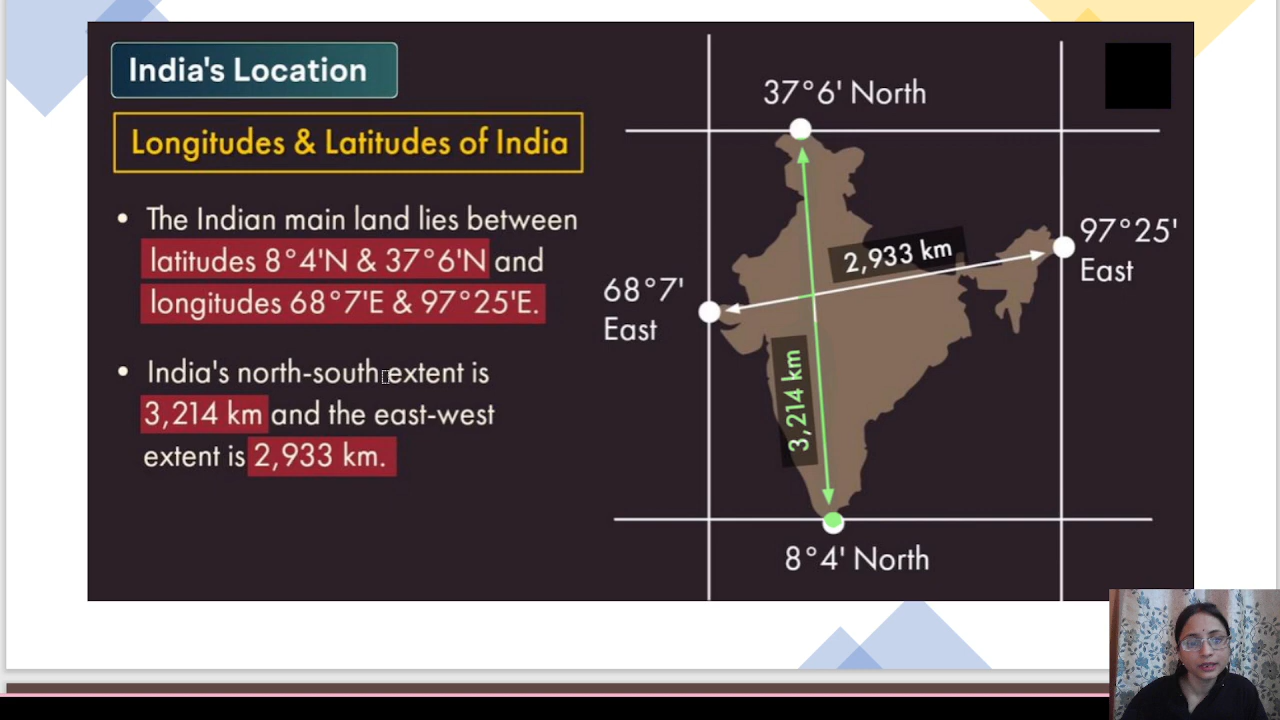 India's Location
Longitudes & Latitudes of India
• The Indian main land lies between
latitudes 8°4'N & 37°6'N and
longitudes 68°7'E & 97°25'E.
• India's north-south extent is
3,214 km and the east-west
extent is 2,933 km.
37°6' North
97°25'
East
2,933 km
68°7'
East
3,214 km
8°4' North